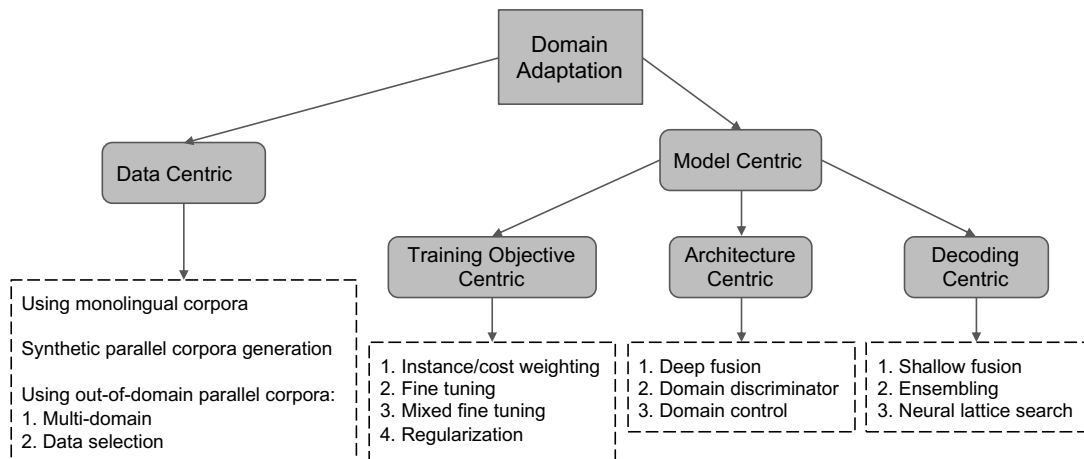 Domain
Adaptation
Data Centric
Model Centric
Training Objective
Centric
Architecture
Centric
Decoding
Centric
Using monolingual corpora
Synthetic parallel corpora generation
Using out-of-domain parallel corpora:
1. Multi-domain
2. Data selection
1. Instance/cost weighting
2. Fine tuning
3. Mixed fine tuning
4. Regularization
1. Deep fusion
2. Domain discriminator
3. Domain control
1. Shallow fusion
2. Ensembling
3. Neural lattice search